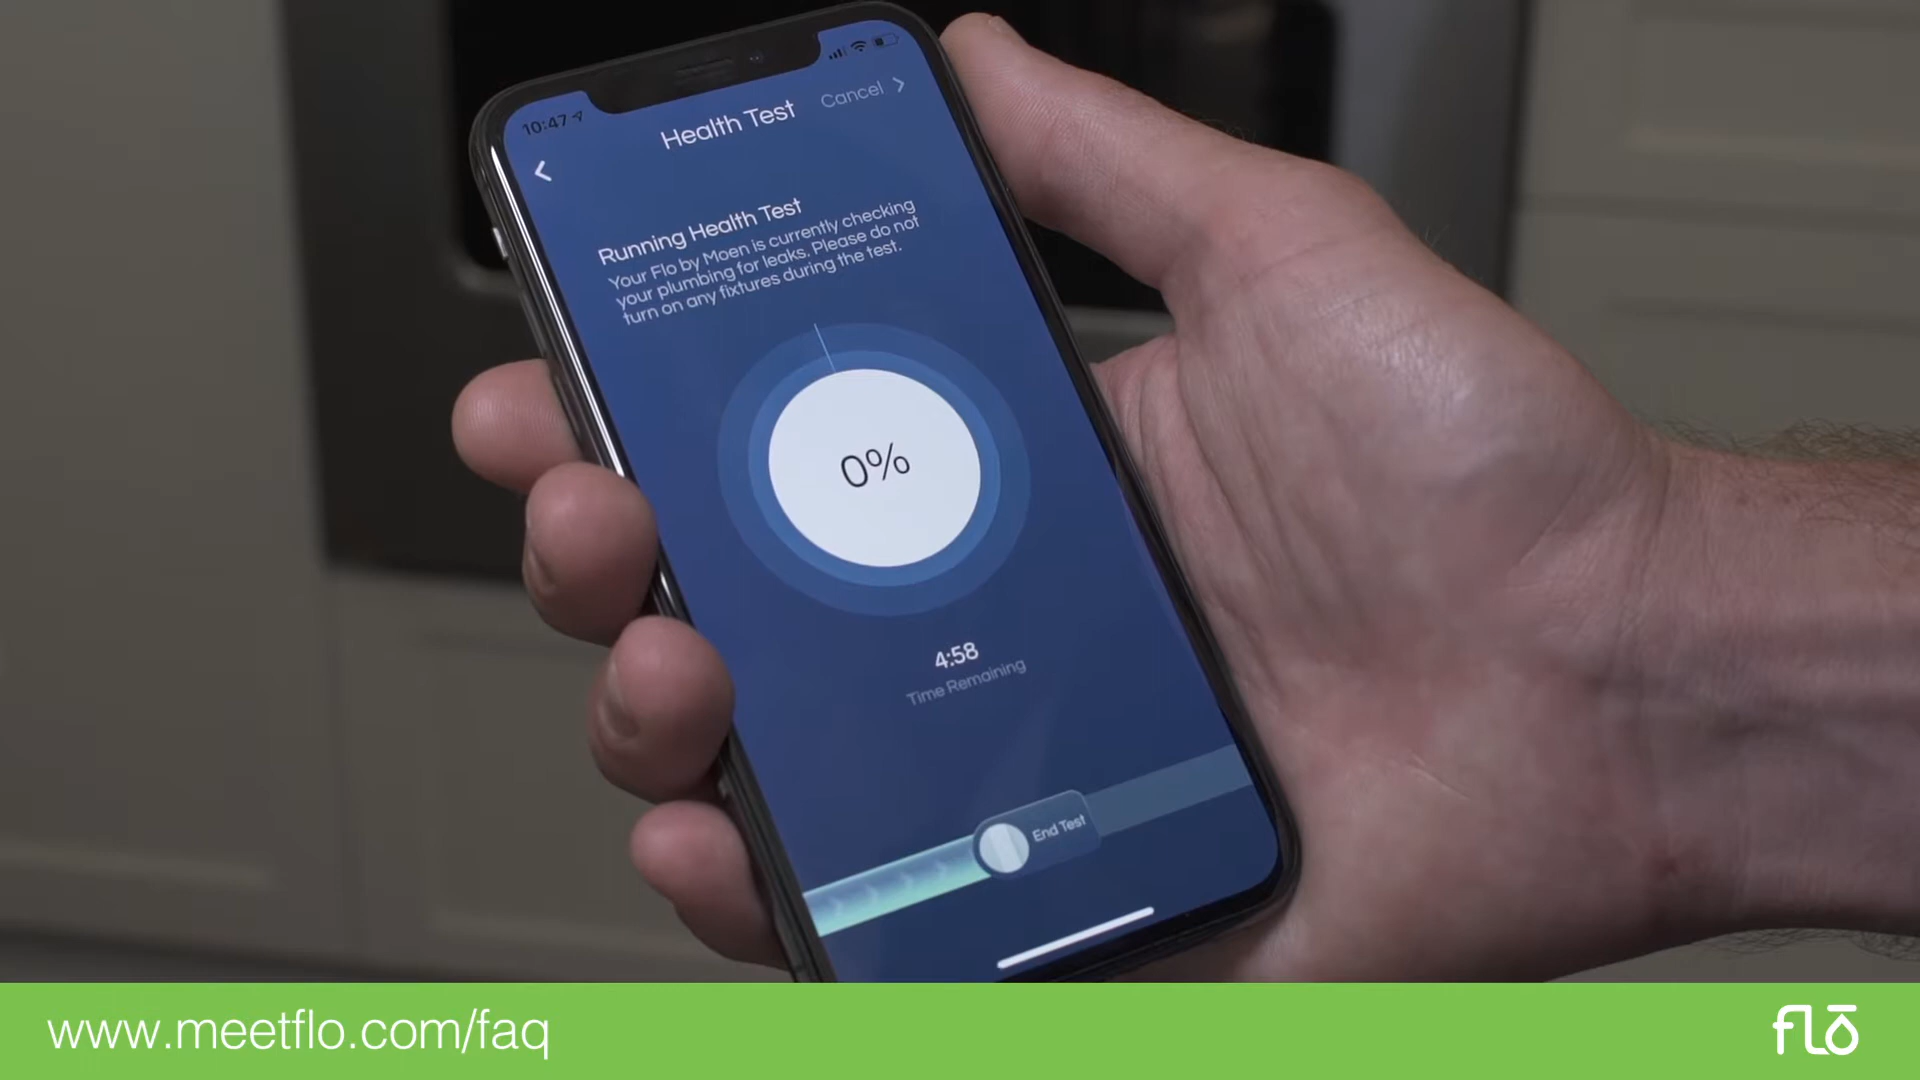 10:47
Cancel
Health Test
Running Health Test
Your Flo by Moen is currently checking
your plumbing for leaks. Please do not
turn on any fixtures during the test.
0%
4:58
Time Remaining
End Test
www.meetflo.com/faq
flō